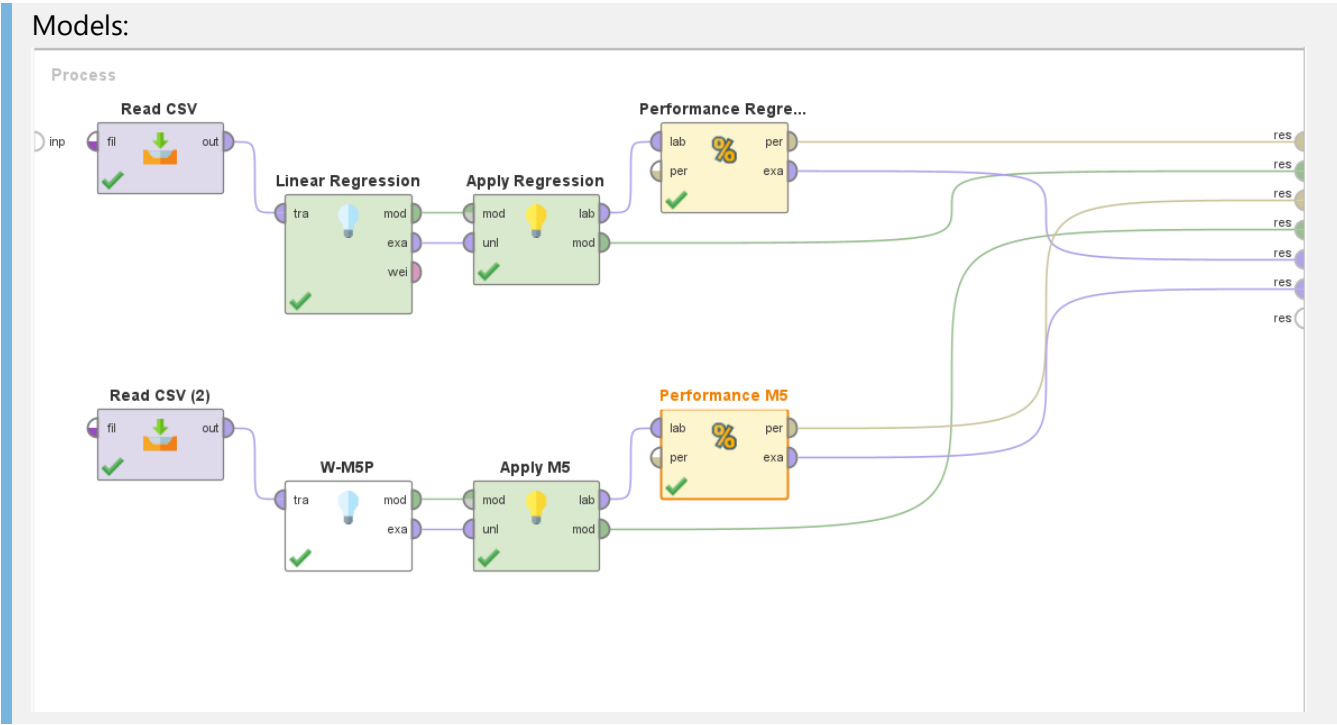 Models:
Process
Read CSV
Performance Regre...
inp
fil
out
lab
per
res
per
exa
res
Linear Regression
Apply Regression
res
tra
mod
mod
lab
res
exa
unl
mod
res
wei
res
res
Read CSV (2)
Performance M5
fil
out
lab
per
per
exa
W-M5P
Apply M5
tra
mod
mod
lab
exa
unl
mod